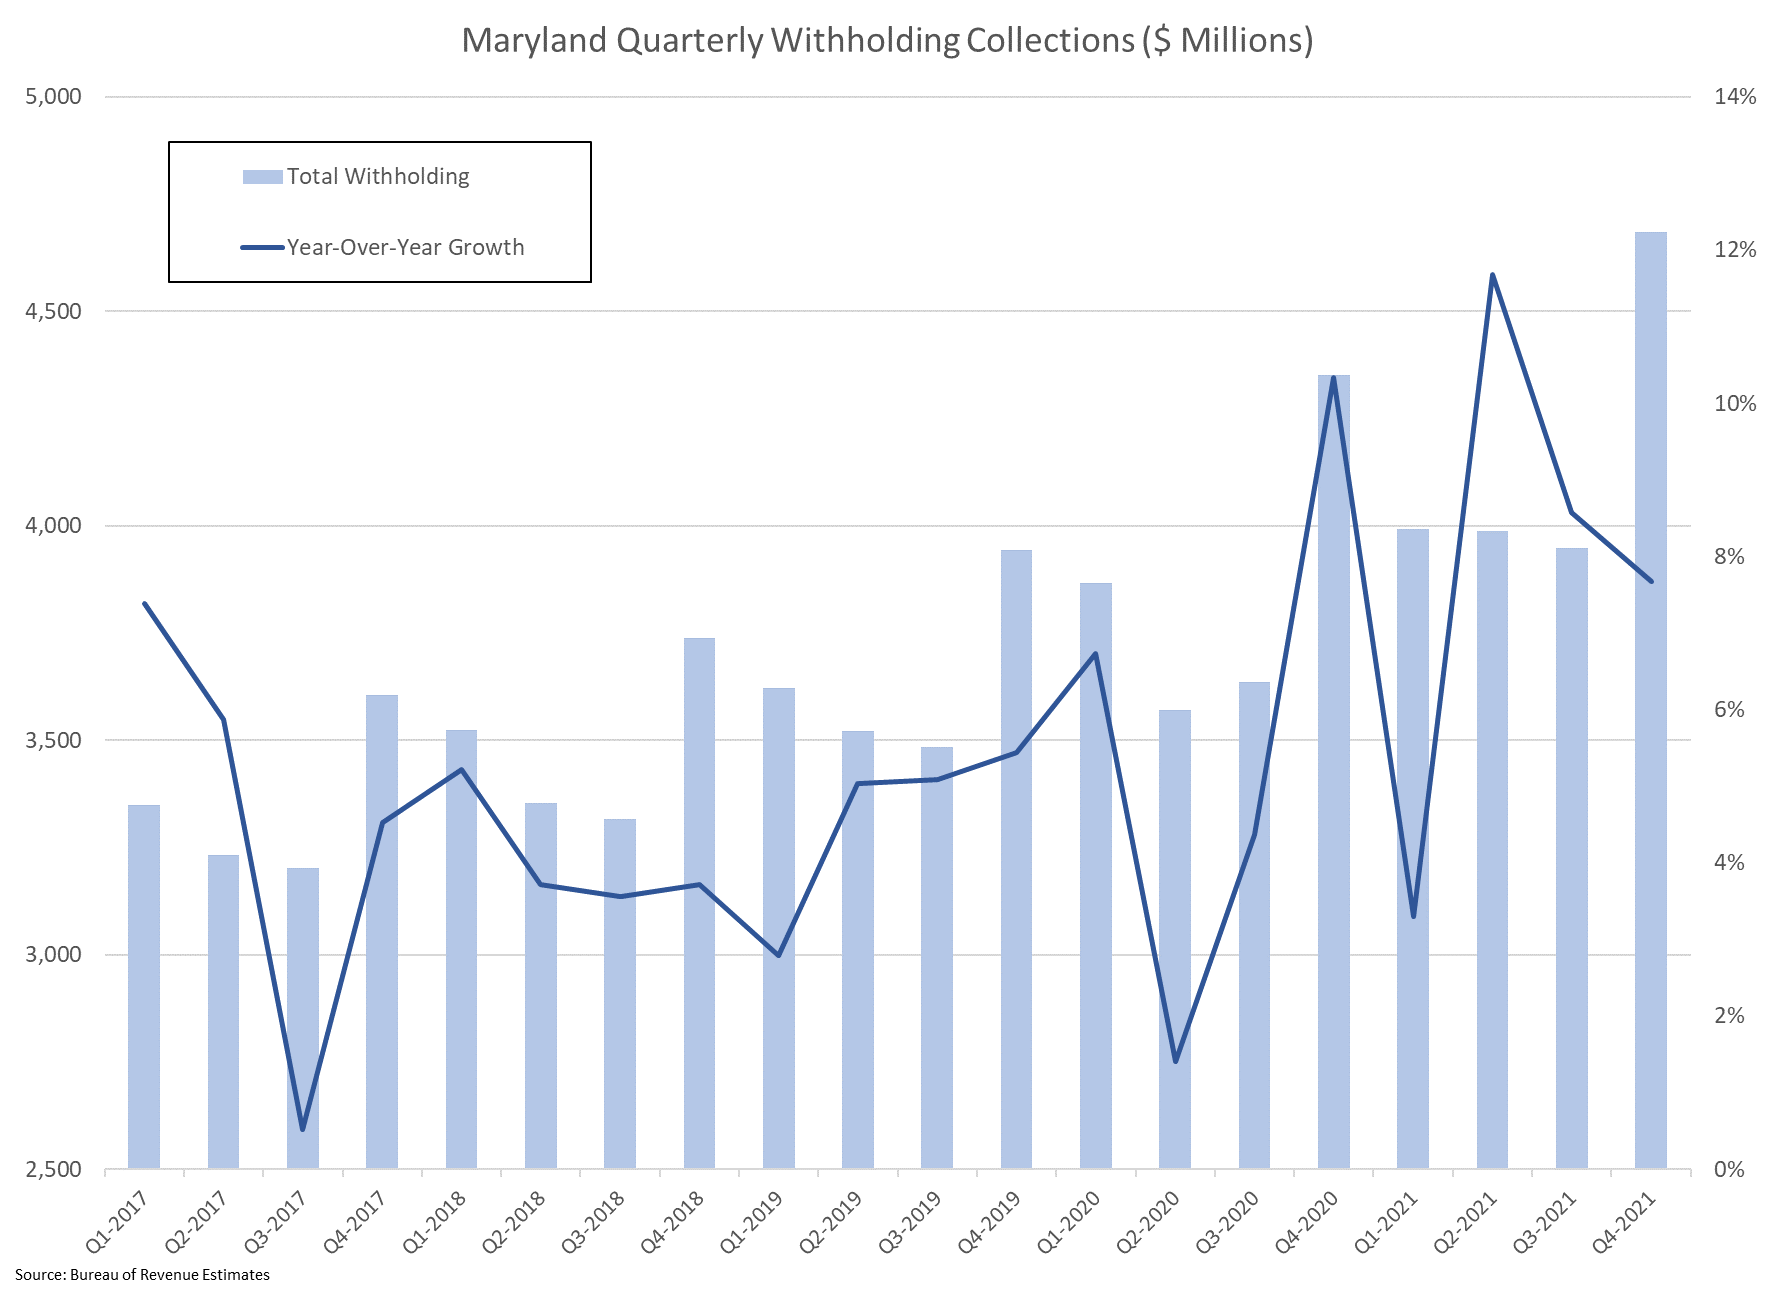 Maryland Quarterly Withholding Collections ($ Millions)
5,000
4,500
4,000
3,500
3,000
2,500
Total Withholding
Year-Over-Year Growth
14%
12%
10%
8%
6%
4%
2%
0%
Q1-2017
Q2-2017
Q3-2017
Q4-2017
Q1-2018
Q2-2018
Q3-2018
Q4-2018
Q1-2019
Q2-2019
Q3-2019
Q4-2019
Q1-2020
Q2-2020
Q3-2020
Q4-2020
Q1-2021
Q2-2021
Q3-2021
Q4-2021
Source: Bureau of Revenue Estimates